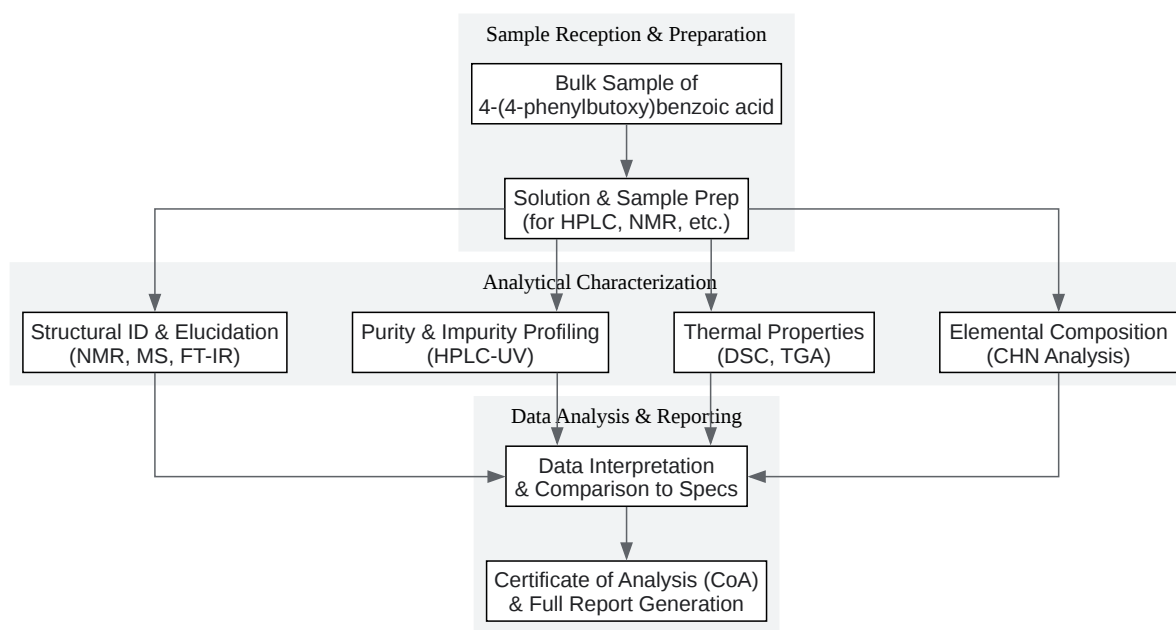 Sample Reception & Preparation
Bulk Sample of
4-(4-phenylbutoxy)benzoic acid
Solution & Sample Prep
(for HPLC, NMR, etc.)
Analytical Characterization
Structural ID & Elucidation
(NMR, MS, FT-IR)
Purity & Impurity Profiling
(HPLC-UV)
Thermal Properties
(DSC, TGA)
Elemental Composition
(CHN Analysis)
Data Analysis & Reporting
Data Interpretation
& Comparison to Specs
Certificate of Analysis (CoA)
& Full Report Generation